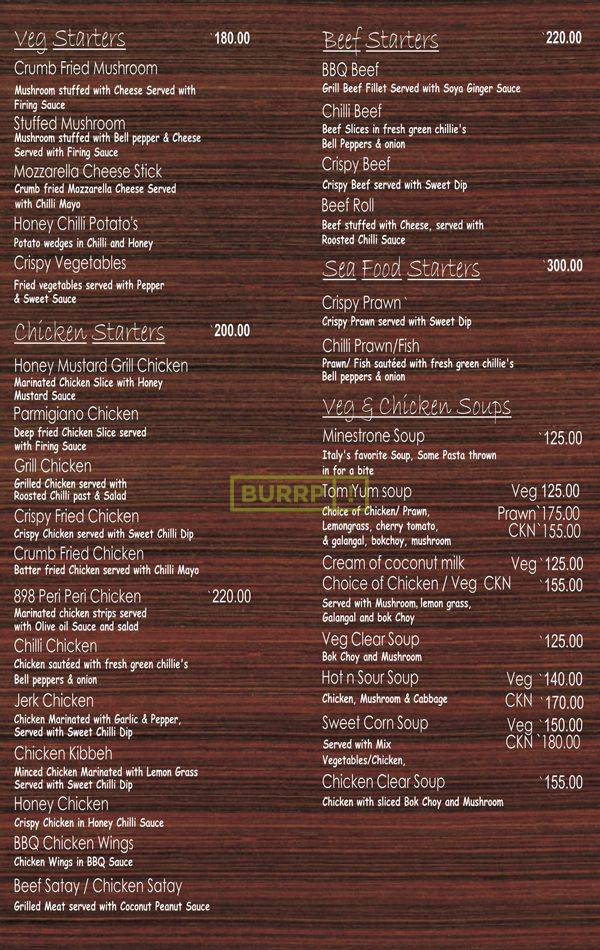 Veg Starters `180.00
Crumb Fried Mushroom
Mushroom stuffed with Cheese Served with
Firing Sauce
Stuffed Mushroom
Mushroom stuffed with Bell pepper & Cheese
Served with Firing Sauce
Mozzarella Cheese Stick
Crumb fried Mozzarella Cheese Served
with Chilli Mayo
Honey Chilli Potato's
Potato wedges in Chilli and Honey
Crispy Vegetables
Fried vegetables served with Pepper
& Sweet Sauce
Chicken Starters `200.00
Honey Mustard Grill Chicken
Marinated Chicken Slice with Honey
Mustard Sauce
Parmigiano Chicken
Deep fried Chicken Slice served
with Firing Sauce
Grill Chicken
Grilled Chicken served with
Roosted Chilli past & Salad
Crispy Fried Chicken
Crispy Chicken served with Sweet Chilli Dip
Crumb Fried Chicken
Batter fried Chicken served with Chilli Mayo
898 Peri Peri Chicken `220.00
Marinated chicken strips served
with Olive oil Sauce and salad
Chilli Chicken
Chicken sautéed with fresh green chillie's
Bell peppers & onion
Jerk Chicken
Chicken Marinated with Garlic & Pepper,
Served with Sweet Chilli Dip
Chicken Kibbeh
Minced Chicken Marinated with Lemon Grass
Served with Sweet Chilli Dip
Honey Chicken
Crispy Chicken in Honey Chilli Sauce
BBQ Chicken Wings
Chicken Wings in BBQ Sauce
Beef Satay / Chicken Satay
Grilled Meat served with Coconut Peanut Sauce
Beef Starters `220.00
BBQ Beef
Grill Beef Fillet Served with Soya Ginger Sauce
Chilli Beef
Beef Slices in fresh green chillie's
Bell Peppers & onion
Crispy Beef
Crispy Beef served with Sweet Dip
Beef Roll
Beef stuffed with Cheese, served with
Roosted Chilli Sauce
Sea Food Starters `300.00
Crispy Prawn `
Crispy Prawn served with Sweet Dip
Chilli Prawn/Fish
Prawn/ Fish sautéed with fresh green chillie's
Bell peppers & onion
Veg & Chicken Soups
Minestrone Soup `125.00
Italy's favorite Soup, Some Pasta thrown
in for a bite
BURRP!
Tom Yum soup Veg 125.00
Choice of Chicken/ Prawn, Prawn`175.00
Lemongrass, cherry tomato, CKN`155.00
& galangal, bokchoy, mushroom
Cream of coconut milk Veg `125.00
Choice of Chicken / Veg CKN `155.00
Served with Mushroom, lemon grass,
Galangal and bok Choy
Veg Clear Soup `125.00
Bok Choy and Mushroom
Hot n Sour Soup Veg `140.00
Chicken, Mushroom & Cabbage CKN `170.00
Sweet Corn Soup Veg `150.00
Served with Mix CKN `180.00
Vegetables/Chicken,
Chicken Clear Soup `155.00
Chicken with sliced Bok Choy and Mushroom